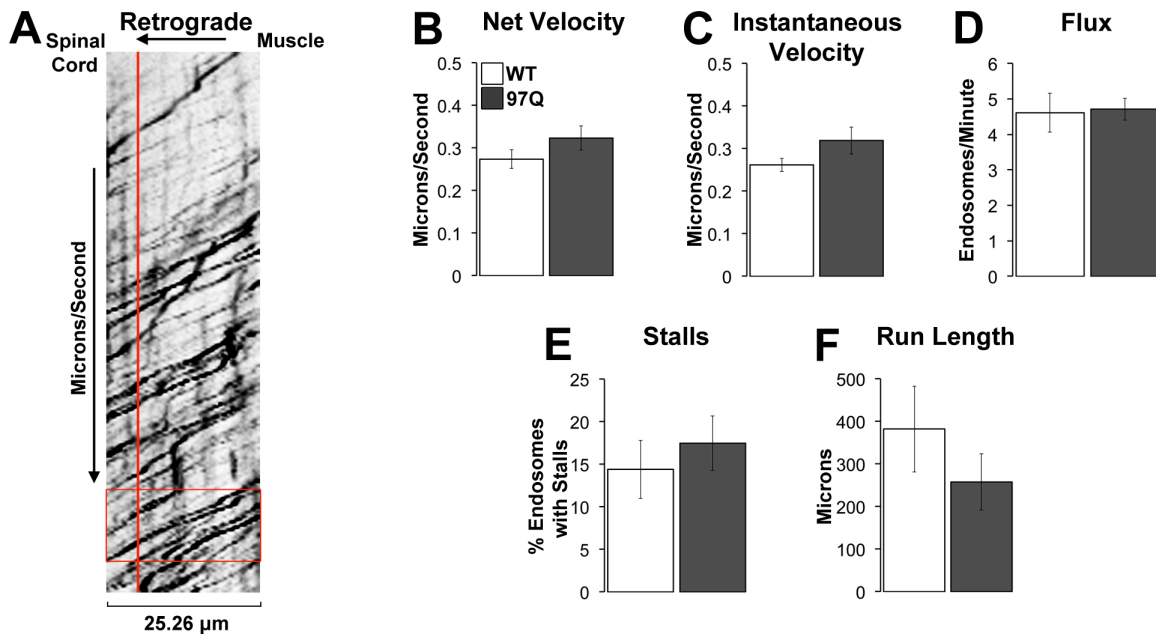 A
Retrograde
Spinal
Cord
Muscle
Microns/Second
25.26 µm
B
Net Velocity
WT
97Q
Microns/Second
0.5
0.4
0.3
0.2
0.1
0
C
Instantaneous
Velocity
Microns/Second
0.5
0.4
0.3
0.2
0.1
0
D
Flux
Endosomes/Minute
6
5
4
3
2
1
0
E
Stalls
% Endosomes
with Stalls
25
20
15
10
5
0
F
Run Length
Microns
500
400
300
200
100
0